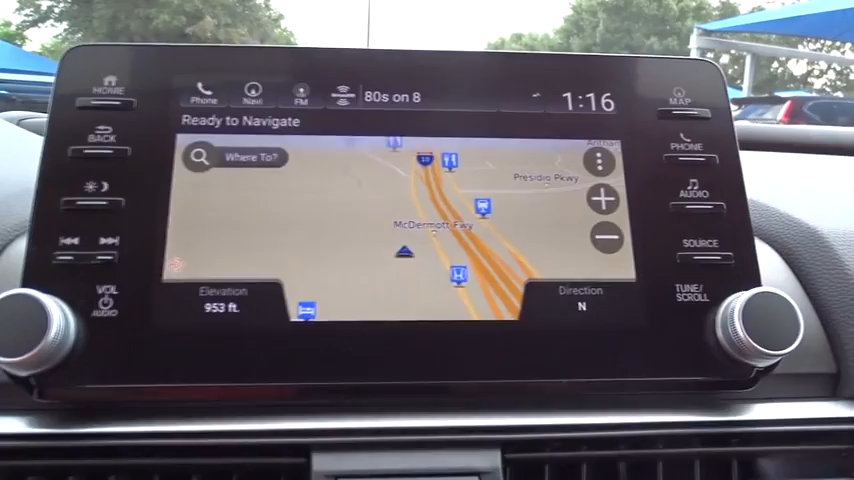 HOME
BACK
VOL
AUDIO
Phone
Navi
FM
80s on 8
1:16
Ready to Navigate
Where To?
10
Presidio Pkwy
McDermott Fwy
Elevation
953 ft.
Direction
N
MAP
PHONE
AUDIO
SOURCE
TUNE/
SCROLL